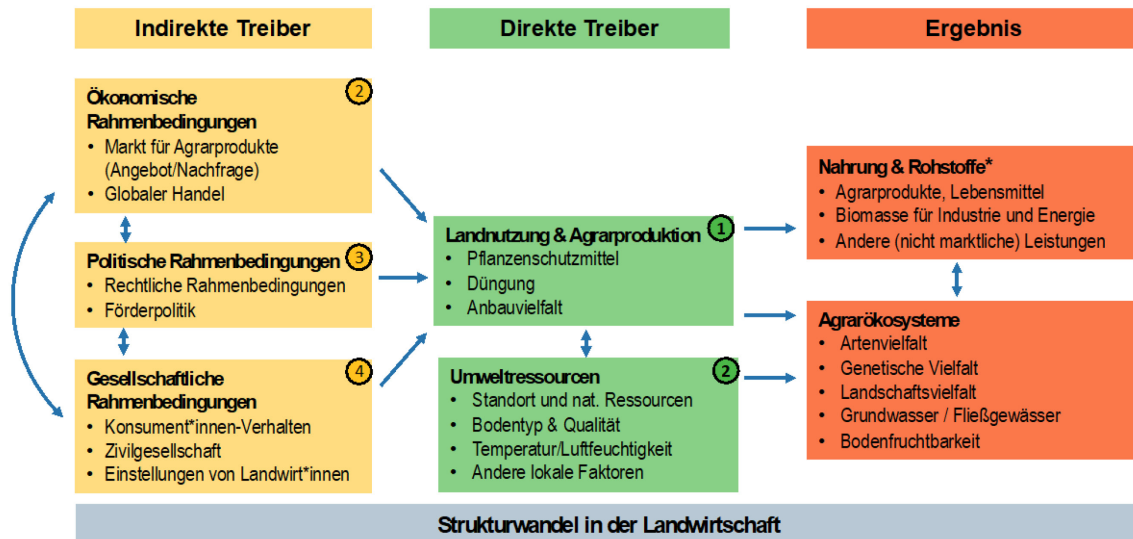 Indirekte Treiber
Direkte Treiber
Ergebnis
Ökonomische
Rahmenbedingungen
2
• Markt für Agrarprodukte
(Angebot/Nachfrage)
• Globaler Handel
Politische Rahmenbedingungen
3
• Rechtliche Rahmenbedingungen
• Förderpolitik
Gesellschaftliche
Rahmenbedingungen
4
• Konsument*innen-Verhalten
• Zivilgesellschaft
• Einstellungen von Landwirt*innen
Landnutzung & Agrarproduktion
1
• Pflanzenschutzmittel
• Düngung
• Anbauvielfalt
Umweltressourcen
2
• Standort und nat. Ressourcen
• Bodentyp & Qualität
• Temperatur/Luftfeuchtigkeit
• Andere lokale Faktoren
Nahrung & Rohstoffe*
• Agrarprodukte, Lebensmittel
• Biomasse für Industrie und Energie
• Andere (nicht marktliche) Leistungen
Agrarökosysteme
• Artenvielfalt
• Genetische Vielfalt
• Landschaftsvielfalt
• Grundwasser / Fließgewässer
• Bodenfruchtbarkeit
Strukturwandel in der Landwirtschaft